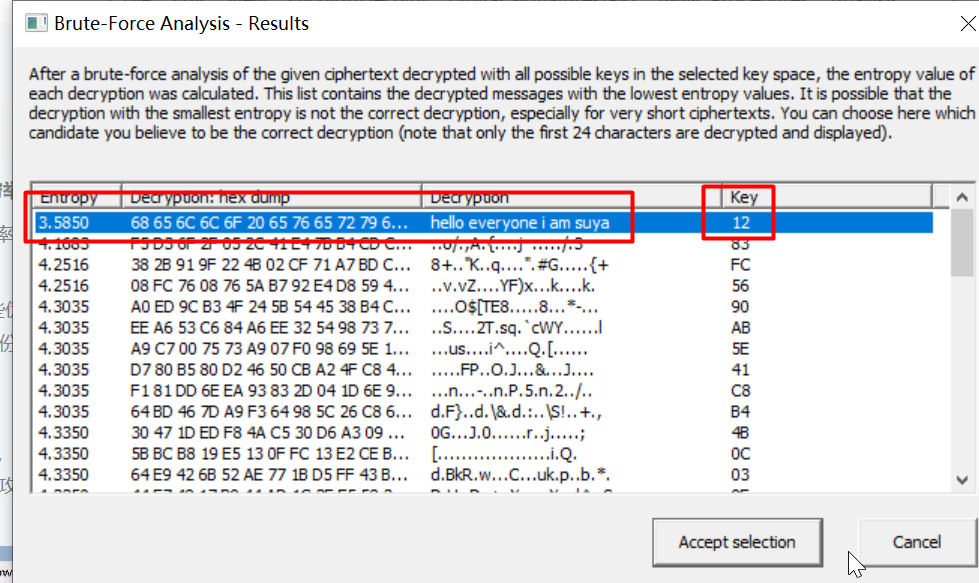 Brute-Force Analysis - Results
After a brute-force analysis of the given ciphertext decrypted with all possible keys in the selected key space, the entropy value of
each decryption was calculated. This list contains the decrypted messages with the lowest entropy values. It is possible that the
decryption with the smallest entropy is not the correct decryption, especially for very short ciphertexts. You can choose here which
candidate you believe to be the correct decryption (note that only the first 24 characters are decrypted and displayed).
Entropy Decryption: hex dump Decryption Key
3.5850 68 65 6C 6C 6F 20 65 76 65 72 79 6... hello everyone i am suya 12
4.1683 F5 D3 6F 2F 05 2C 41 E4 7B B4 CD C... ..o/.,A.{....j ...../.3 83
4.2516 38 2B 91 9F 22 4B 02 CF 71 A7 BD C... 8+.."K..q....".#G.....{+ FC
4.2516 08 FC 76 08 76 5A B7 92 E4 D8 59 4... ..v.vZ....YF)x...k....k. 56
4.3035 A0 ED 9C B3 4F 24 5B 54 45 38 B4 C... ....O$[TE8.....8...*-... 90
4.3035 EE A6 53 C6 84 A6 EE 32 54 98 73 7... ..S....2T.sq.`cWY......l AB
4.3035 A9 C7 00 75 73 A9 07 F0 98 69 5E 1... ...us....i^....Q.[...... 5E
4.3035 D7 80 B5 80 D2 46 50 CB A2 4F C8 4... .....FP..O.J...&...J.... 41
4.3035 F1 81 DD 6E EA 93 83 2D 04 1D 6E 9... ...n...-..n.P.5.n.2../.. C8
4.3035 64 BD 46 7D A9 F3 64 98 5C 26 C8 6... d.F}..d.\&.d.:..\S!..+., B4
4.3350 30 47 1D ED F8 4A C5 30 D6 A3 09 ... 0G...J.0......r..j.....; 4B
4.3350 5B BC B8 19 E5 13 0F FC 13 E2 CE B... [...................i.Q. 0C
4.3350 64 E9 42 6B 52 AE 77 1B D5 FF 43 B... d.BkR.w...C...uk.p..b.*. 03
Accept selection
Cancel